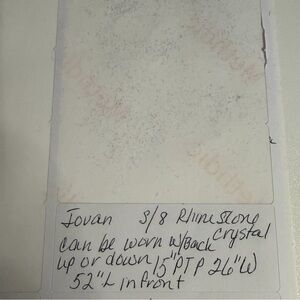 Jovan 3/8 Rhinestone
crystal
can be worn w/Back
up or down 15" PTP 26" W
52" L in front